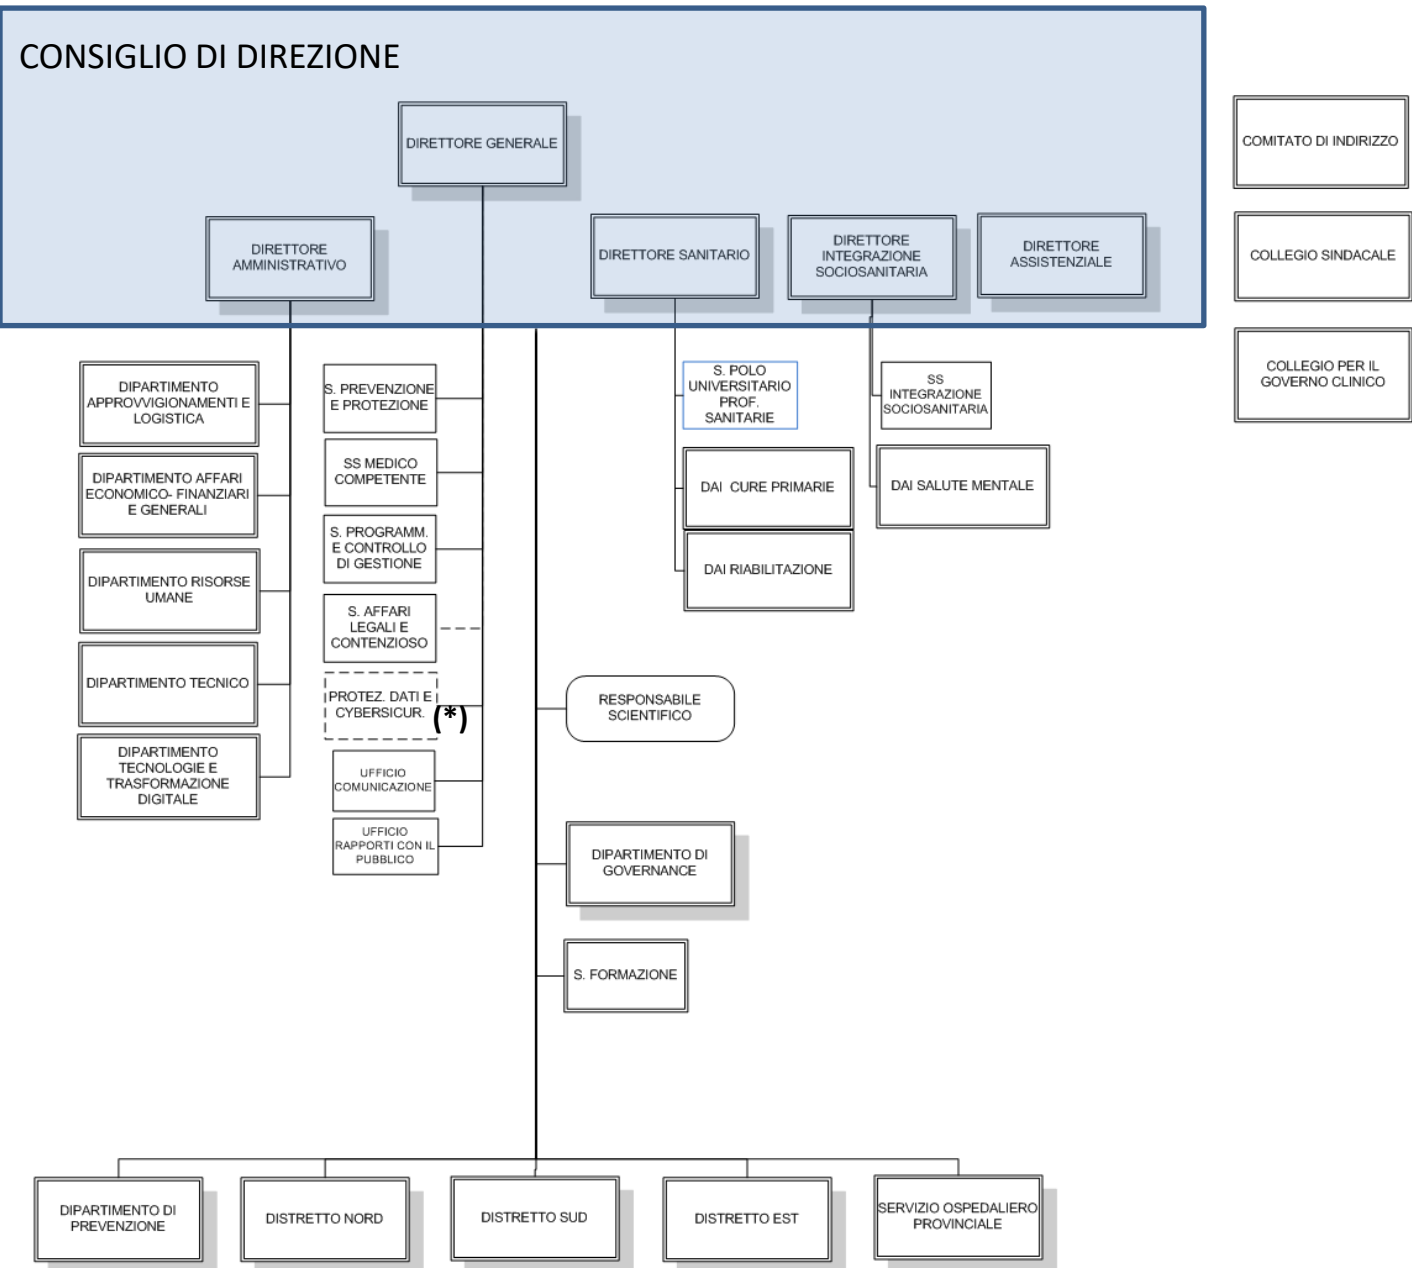 CONSIGLIO DI DIREZIONE
DIRETTORE GENERALE
DIRETTORE
AMMINISTRATIVO
DIRETTORE SANITARIO
DIRETTORE
INTEGRAZIONE
SOCIOSANITARIA
DIRETTORE
ASSISTENZIALE
COMITATO DI INDIRIZZO
COLLEGIO SINDACALE
COLLEGIO PER IL
GOVERNO CLINICO
DIPARTIMENTO
APPROVVIGIONAMENTI E
LOGISTICA
DIPARTIMENTO AFFARI
ECONOMICO- FINANZIARI
E GENERALI
DIPARTIMENTO RISORSE
UMANE
DIPARTIMENTO TECNICO
DIPARTIMENTO
TECNOLOGIE E
TRASFORMAZIONE
DIGITALE
S. PREVENZIONE
E PROTEZIONE
SS MEDICO
COMPETENTE
S. PROGRAMM.
E CONTROLLO
DI GESTIONE
S. AFFARI
LEGALI E
CONTENZIOSO
PROTEZ. DATI E
CYBERSICUR.
(*)
UFFICIO
COMUNICAZIONE
UFFICIO
RAPPORTI CON IL
PUBBLICO
S. POLO
UNIVERSITARIO
PROF.
SANITARIE
DAI  CURE PRIMARIE
DAI RIABILITAZIONE
SS
INTEGRAZIONE
SOCIOSANITARIA
DAI SALUTE MENTALE
RESPONSABILE
SCIENTIFICO
DIPARTIMENTO DI
GOVERNANCE
S. FORMAZIONE
DIPARTIMENTO DI
PREVENZIONE
DISTRETTO NORD
DISTRETTO SUD
DISTRETTO EST
SERVIZIO OSPEDALIERO
PROVINCIALE